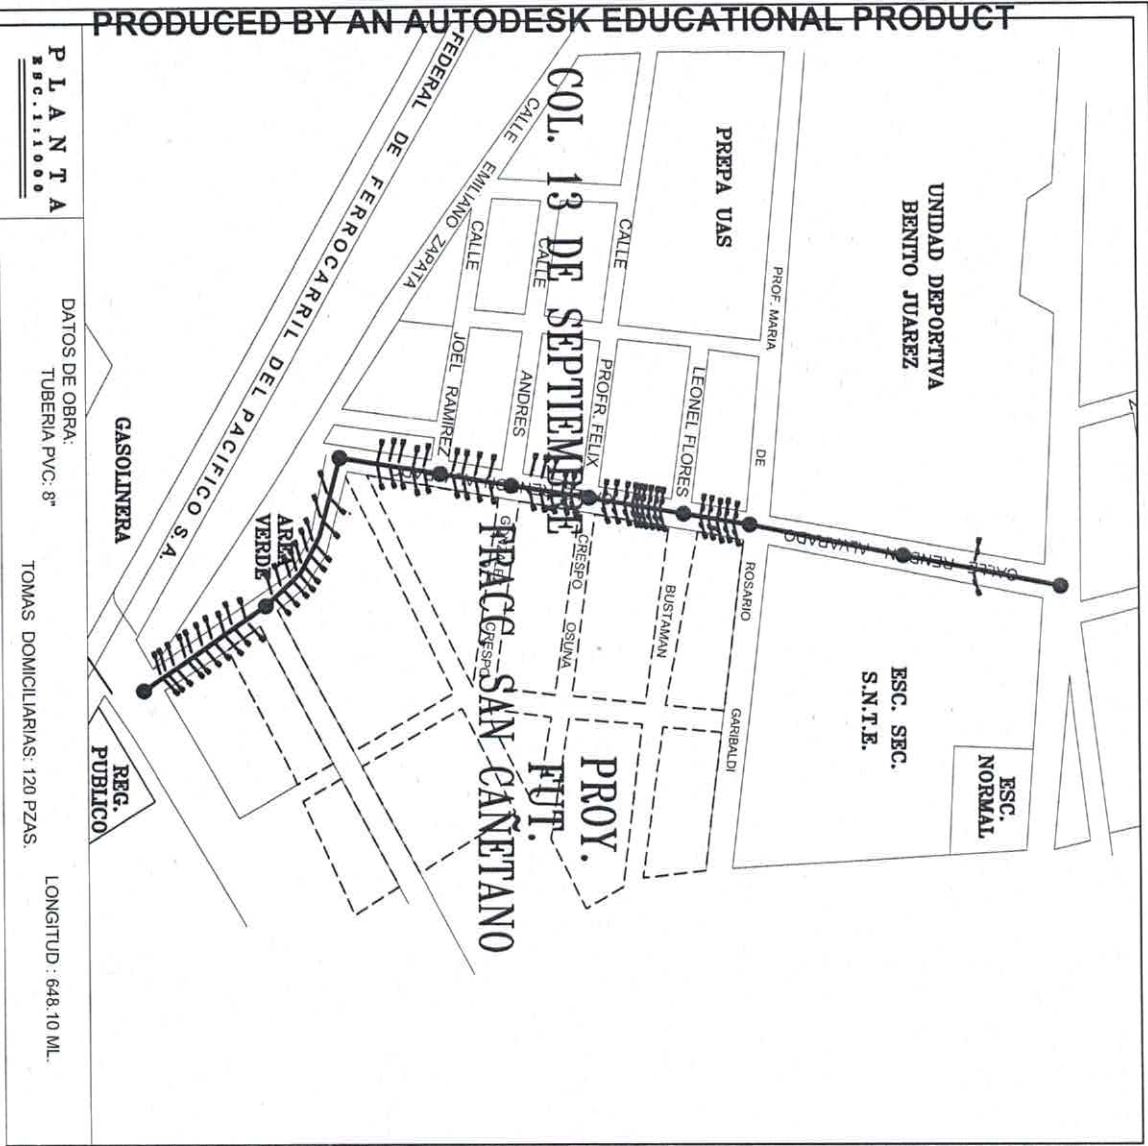 PRODUCED BY AN AUTODESK EDUCATIONAL PRODUCT
PLANTA
ESC.1:1000
DATOS DE OBRA:
TUBERIA PVC: 8"
TOMAS DOMICILIARIAS: 120 PZAS.
LONGITUD : 648.10 ML.
UNIDAD DEPORTIVA
BENITO JUAREZ
PREPA UAS
COL. 13 DE SEPTIEMBRE
FEDERAL DE FERROCARRIL DEL PACIFICO S.A.
CALLE EMILIANO ZAPATA
CALLE JOEL RAMIREZ
CALLE ANDRES
CRESPO
CALLE PROFR. FELIX
CRESPO OSUNA
LEONEL FLORES
BUSTAMAN
PROF. MARIA DE ROSARIO GARIBALDI
CALLE RENDON ALVARADO
ESC. SEC.
S.N.T.E.
ESC.
NORMAL
PROY.
FUT.
FRACC SAN CAÑETANO
AREA
VERDE
GASOLINERA
REG.
PUBLICO